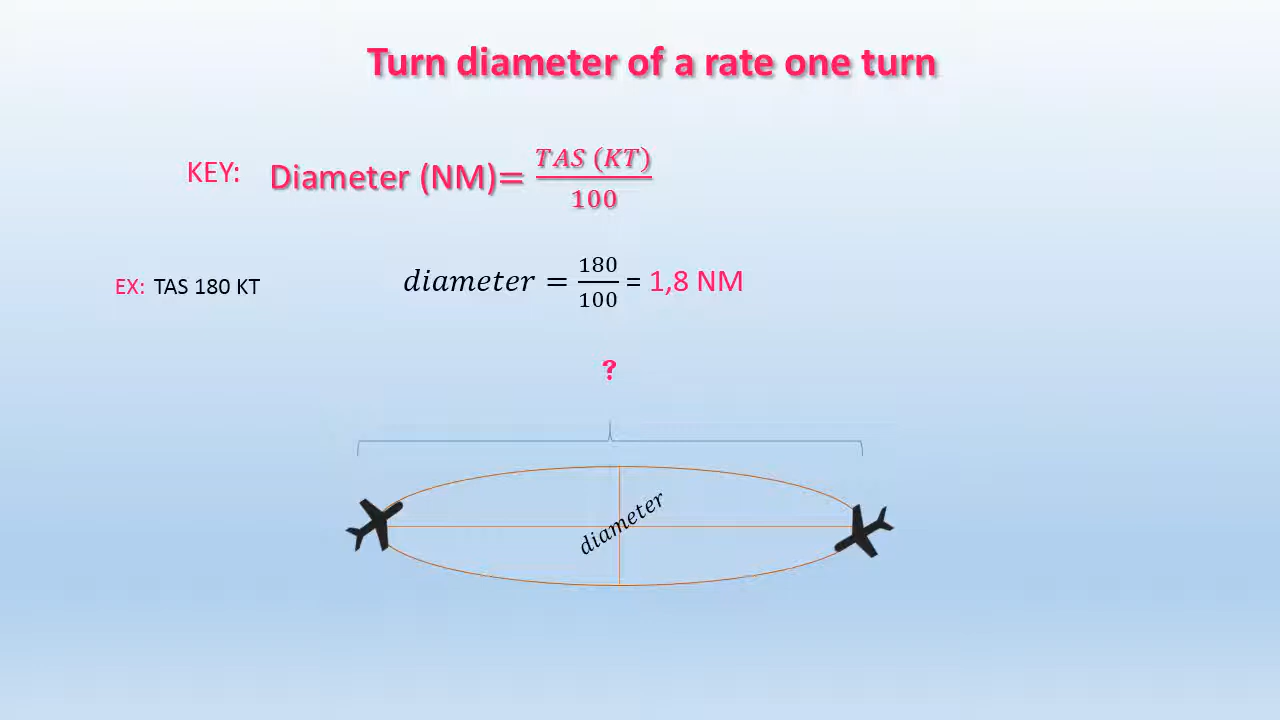 Turn diameter of a rate one turn
KEY: Diameter (NM)= TAS (KT)
100
EX: TAS 180 KT
diameter = 180
100
= 1,8 NM
?
diameter